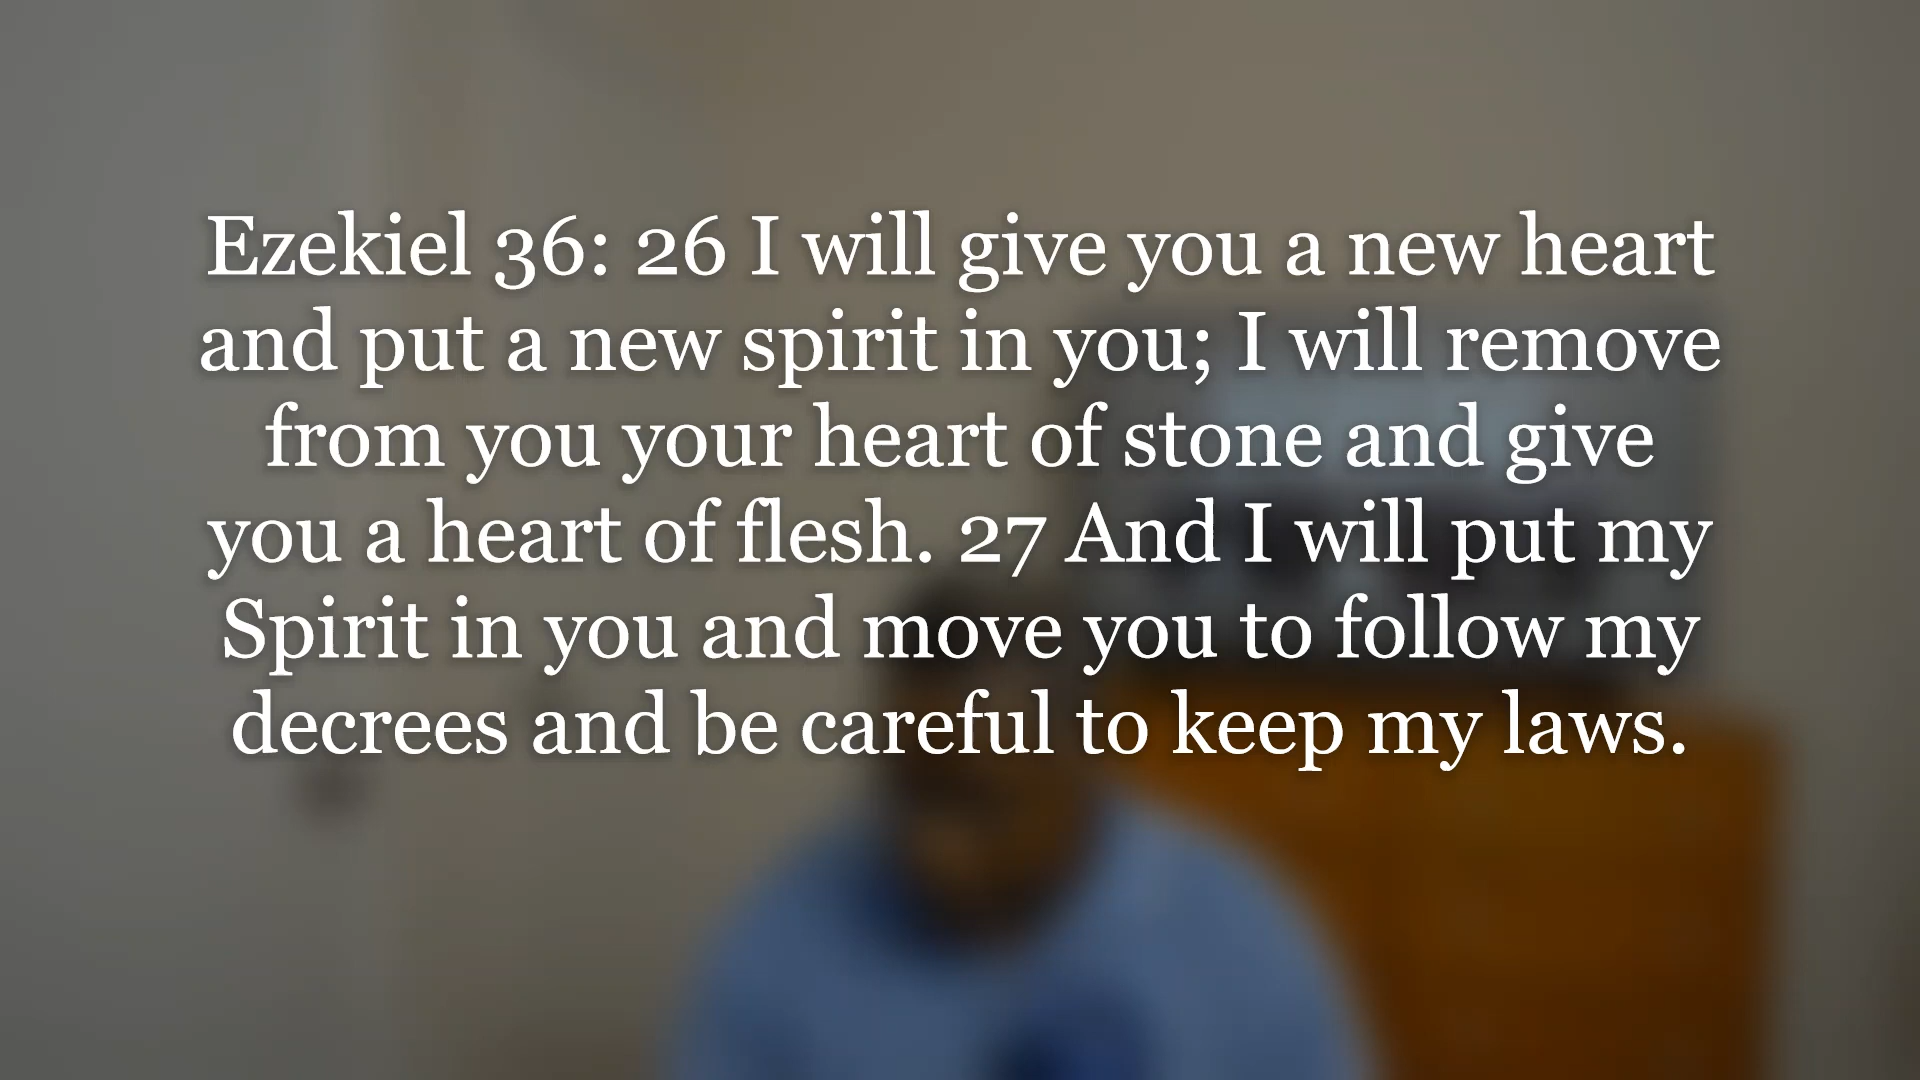 Ezekiel 36: 26 I will give you a new heart
and put a new spirit in you; I will remove
from you your heart of stone and give
you a heart of flesh. 27 And I will put my
Spirit in you and move you to follow my
decrees and be careful to keep my laws.